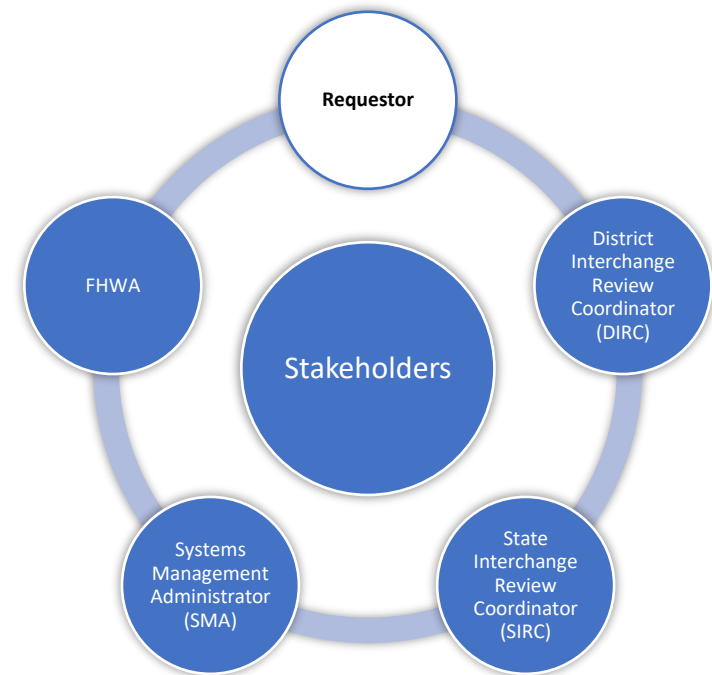 Requestor
District
Interchange
Review
Coordinator
(DIRC)
FHWA
Stakeholders
State
Interchange
Review
Coordinator
(SIRC)
Systems
Management
Administrator
(SMA)